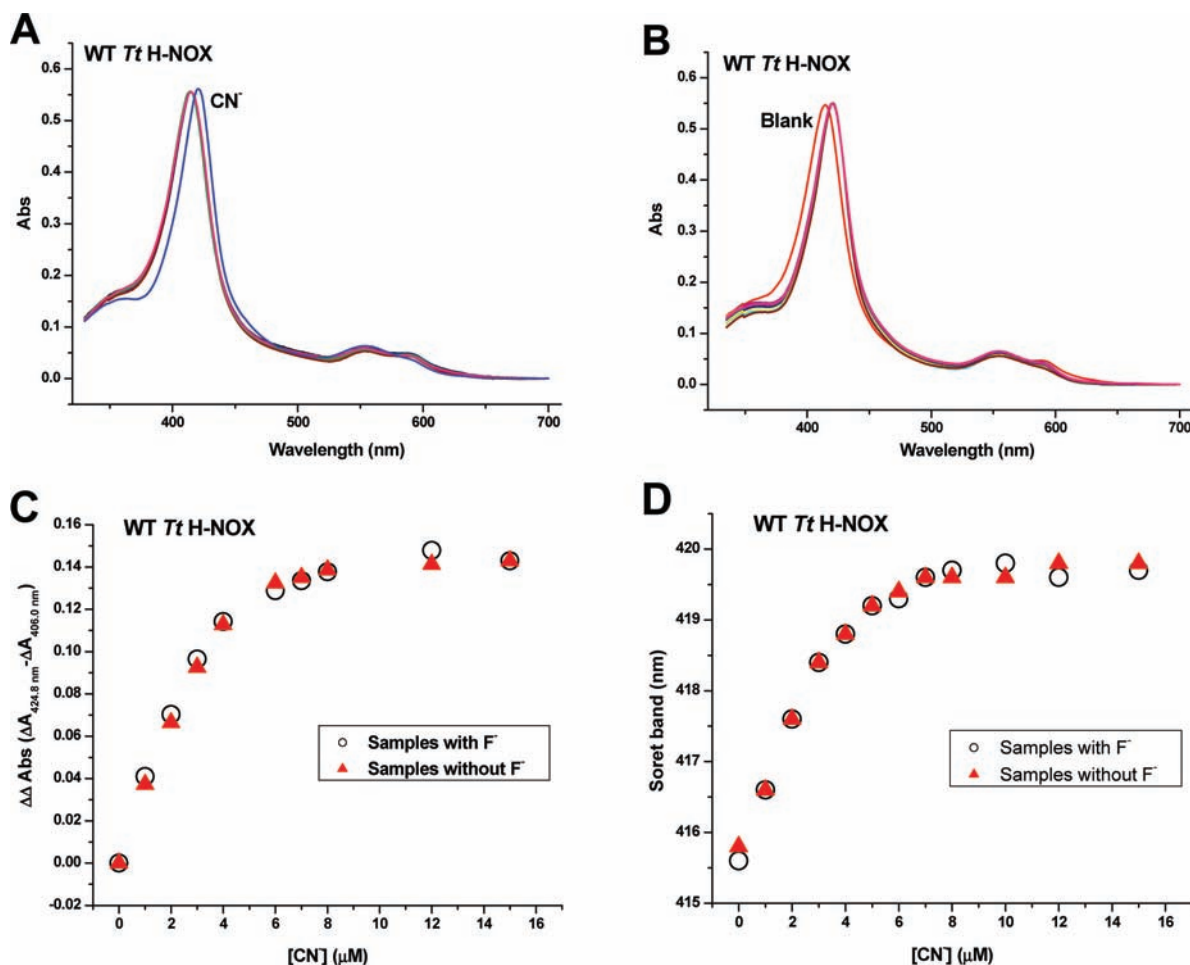 A
WT Tt H-NOX
CN-
Abs
0.6
0.5
0.4
0.3
0.2
0.1
0.0
400
500
600
700
Wavelength (nm)
B
WT Tt H-NOX
Blank
Abs
0.6
0.5
0.4
0.3
0.2
0.1
0.0
400
500
600
700
Wavelength (nm)
C
WT Tt H-NOX
ΔΔ Abs (ΔA424.8 nm-ΔA406.0 nm)
0.16
0.14
0.12
0.10
0.08
0.06
0.04
0.02
0.00
-0.02
Samples with F-
Samples without F-
0 2 4 6 8 10 12 14 16
[CN-] (μM)
D
WT Tt H-NOX
Soret band (nm)
420
419
418
417
416
415
Samples with F-
Samples without F-
0 2 4 6 8 10 12 14 16
[CN-] (μM)